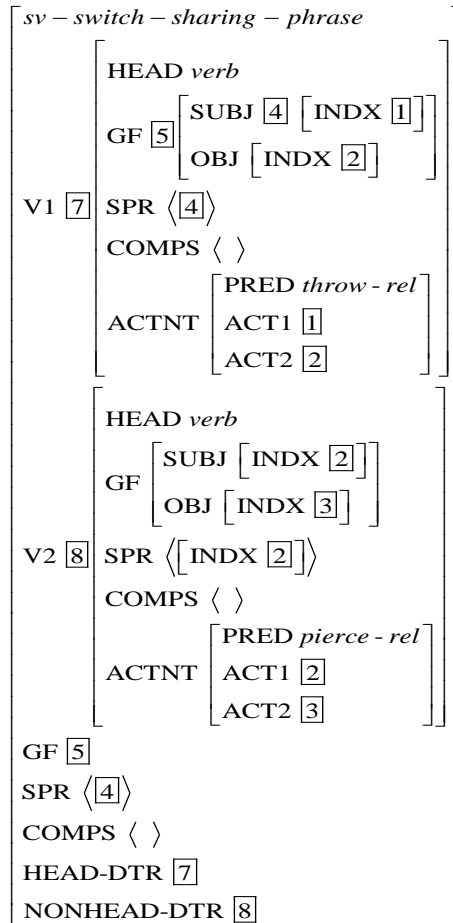 sv – switch – sharing – phrase
HEAD verb
GF 5 [SUBJ 4 [INDX 1]
OBJ [INDX 2]]
V1 7 SPR ⟨4⟩
COMPS ⟨ ⟩
ACTNT [PRED throw - rel
ACT1 1
ACT2 2]
HEAD verb
GF [SUBJ [INDX 2]
OBJ [INDX 3]]
V2 8 SPR ⟨[INDX 2]⟩
COMPS ⟨ ⟩
ACTNT [PRED pierce - rel
ACT1 2
ACT2 3]
GF 5
SPR ⟨4⟩
COMPS ⟨ ⟩
HEAD-DTR 7
NONHEAD-DTR 8